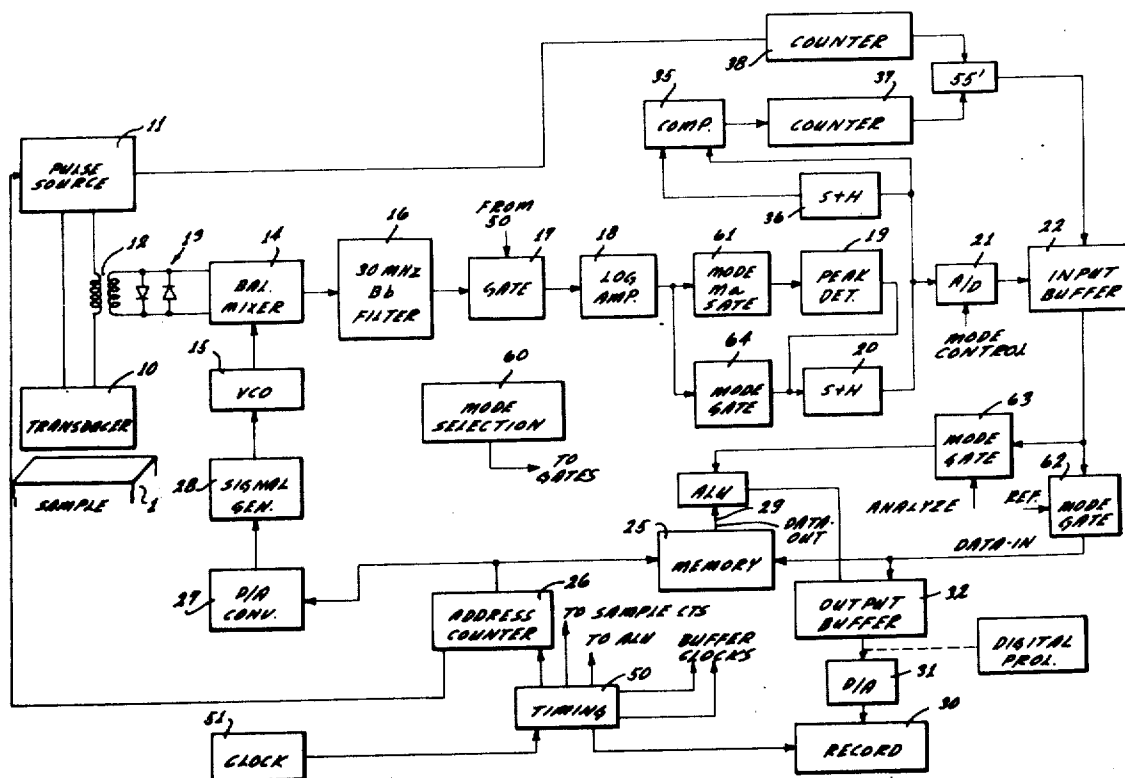 COUNTER
38
55'
35
37
COMP.
COUNTER
11
PULSE
SOURCE
S+H
36
FROM
50
12
13
14
BAL.
MIXER
16
30 MHz
Bb
FILTER
17
GATE
18
LOG
AMP.
61
MODE
Ma
GATE
19
PEAK
DET.
21
A/D
22
INPUT
BUFFER
MODE
CONTROL
10
TRANSDUCER
15
VCO
60
MODE
SELECTION
TO
GATES
64
MODE
GATE
20
S+H
63
MODE
GATE
62
MODE
GATE
SAMPLE
1
28
SIGNAL
GEN.
ALU
29
DATA-
OUT
ANALYZE
REF.
DATA-IN
25
MEMORY
27
D/A
CONV.
26
ADDRESS
COUNTER
TO SAMPLE CTS
TO ALU
BUFFER
CLOCKS
OUTPUT
BUFFER
32
DIGITAL
PROL.
D/A
31
50
TIMING
51
CLOCK
30
RECORD